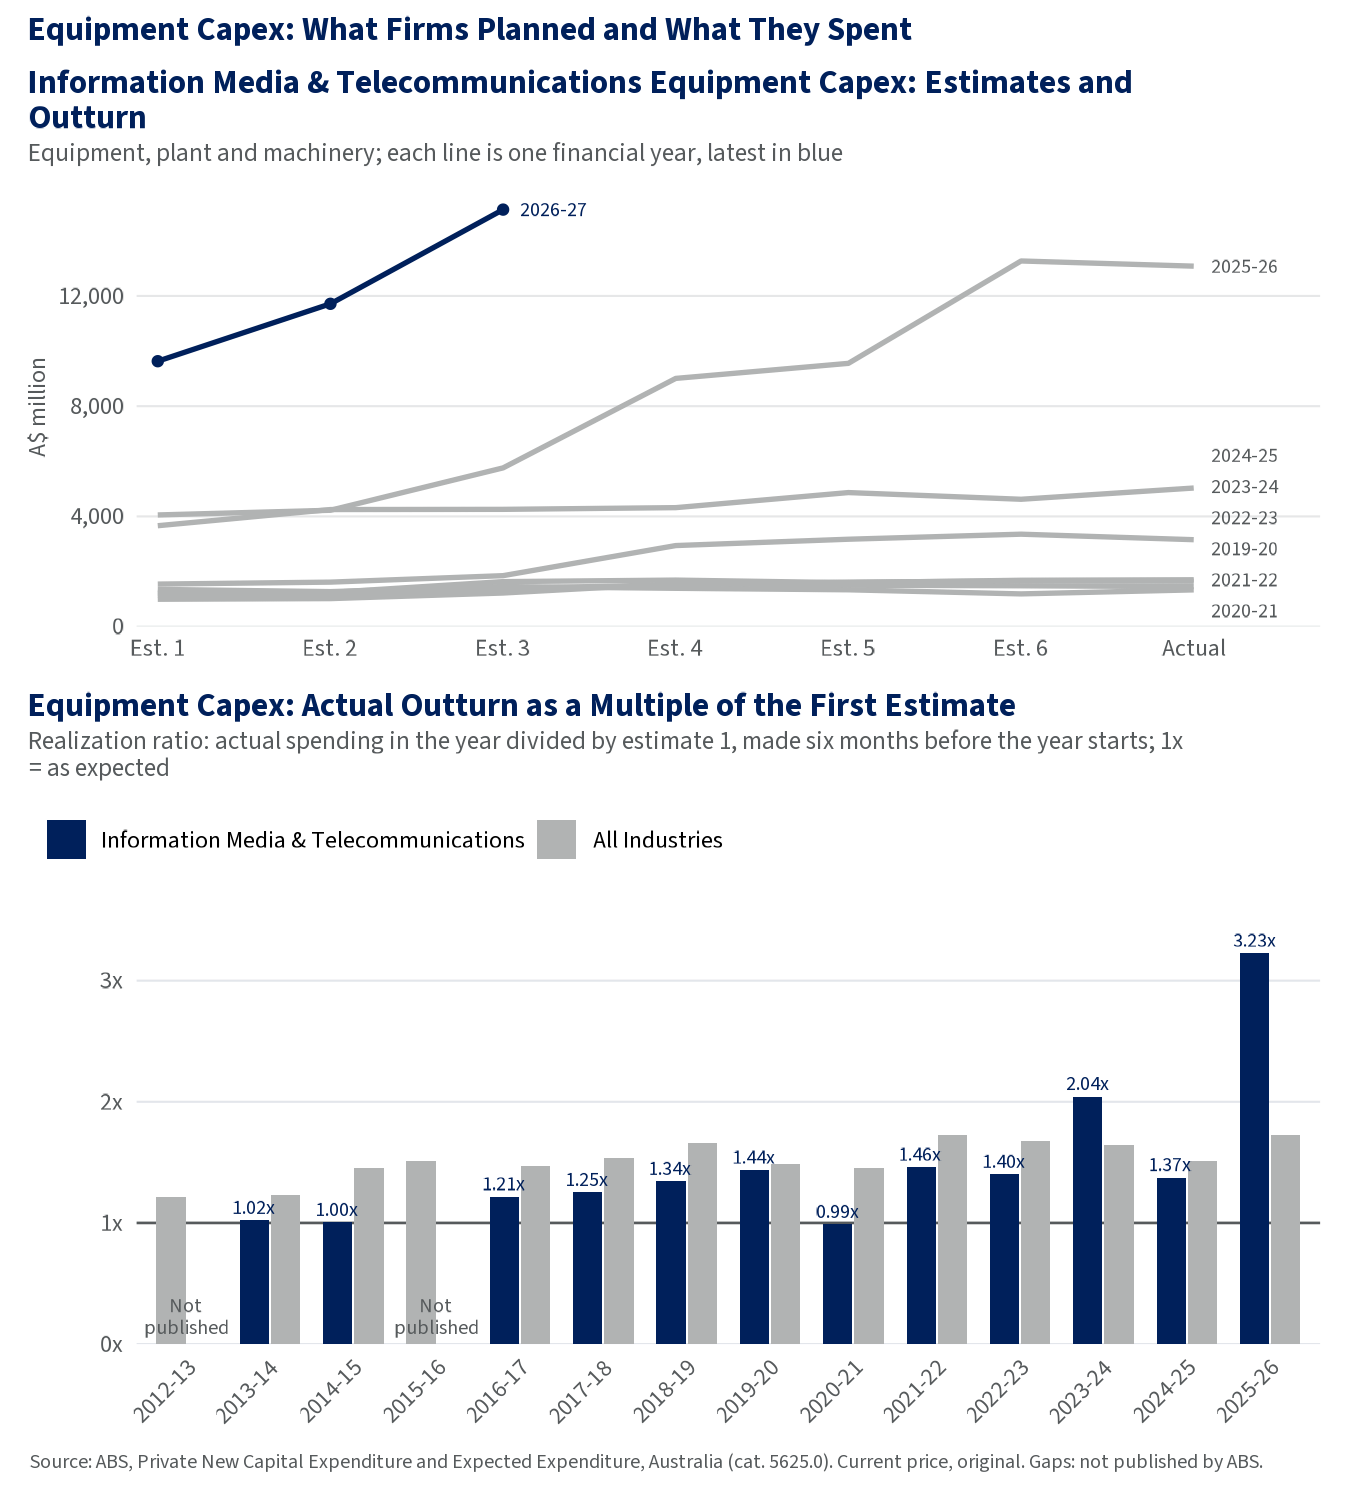 Equipment Capex: What Firms Planned and What They Spent
Information Media & Telecommunications Equipment Capex: Estimates and
Outturn
Equipment, plant and machinery; each line is one financial year, latest in blue
2026-27
2025-26
12,000
A$ million
8,000
2024-25
2023-24
4,000
2022-23
2019-20
2021-22
2020-21
0
Est. 1 Est. 2 Est. 3 Est. 4 Est. 5 Est. 6 Actual
Equipment Capex: Actual Outturn as a Multiple of the First Estimate
Realization ratio: actual spending in the year divided by estimate 1, made six months before the year starts; 1x
= as expected
Information Media & Telecommunications All Industries
3.23x
3x
2x
2.04x
1.46x
1.44x
1.40x
1.37x
1.34x
1.25x
1.21x
1.02x
1.00x
0.99x
1x
Not
published
Not
published
0x
2012-13 2013-14 2014-15 2015-16 2016-17 2017-18 2018-19 2019-20 2020-21 2021-22 2022-23 2023-24 2024-25 2025-26
Source: ABS, Private New Capital Expenditure and Expected Expenditure, Australia (cat. 5625.0). Current price, original. Gaps: not published by ABS.